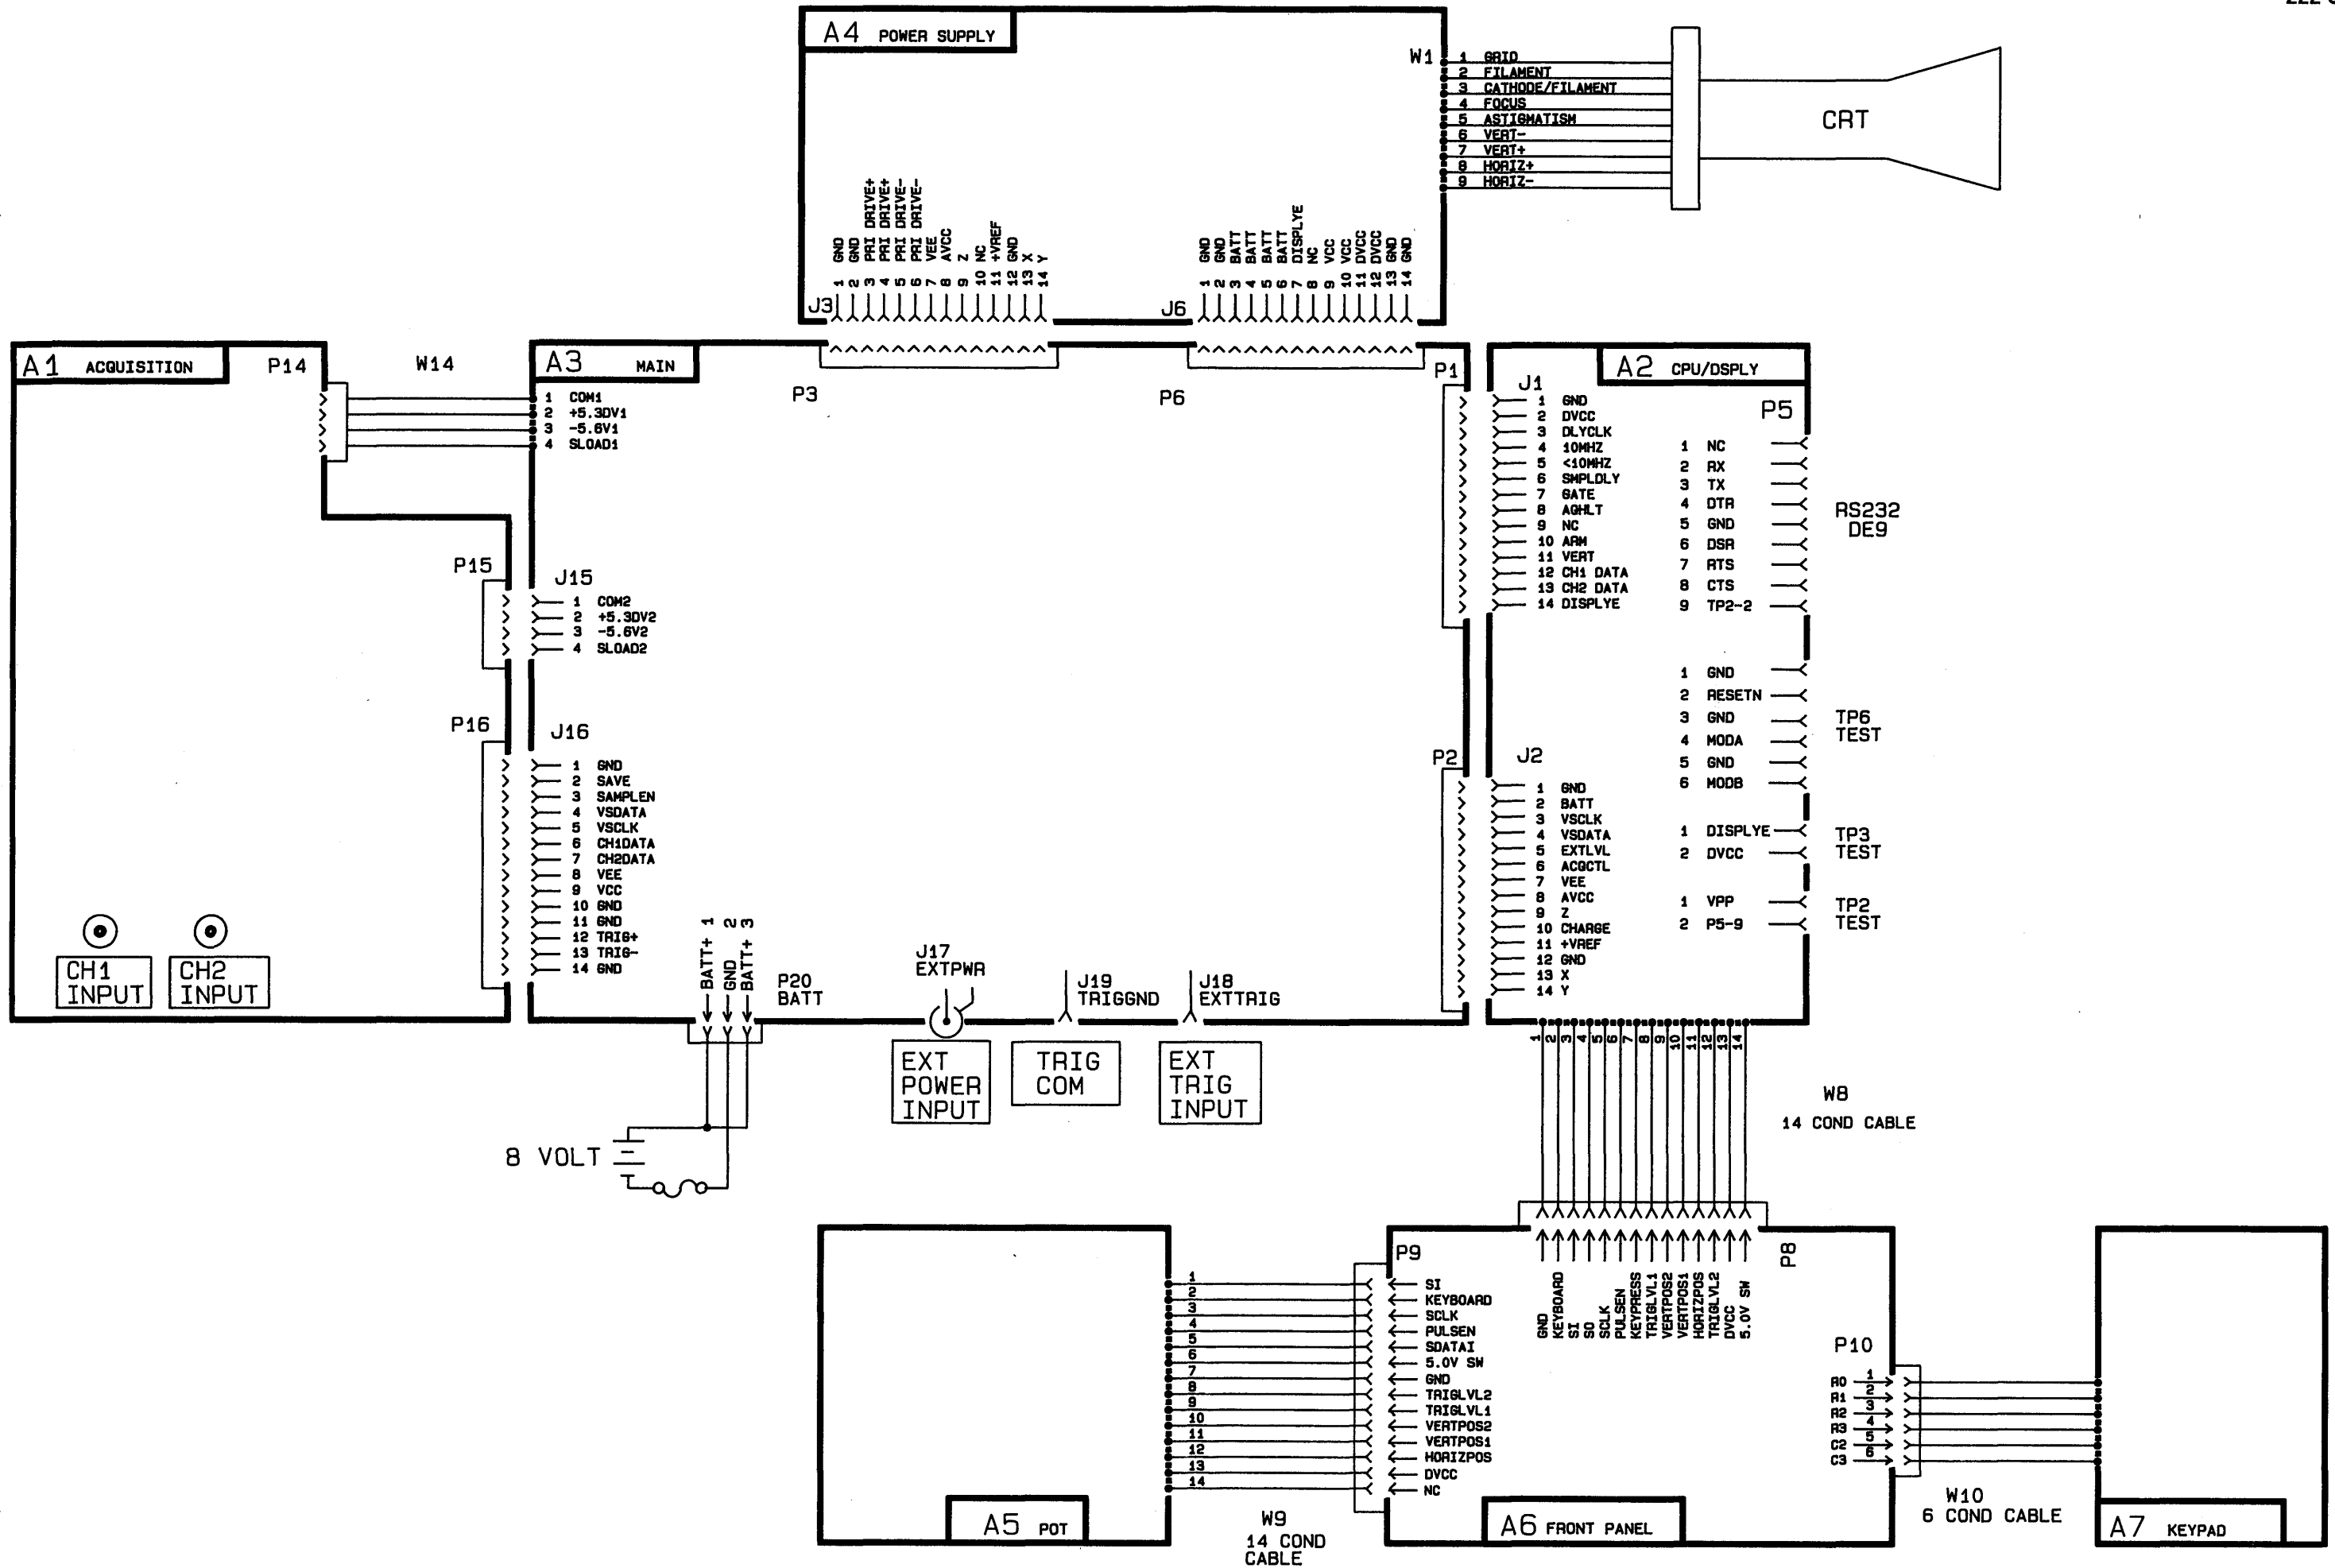 A4 POWER SUPPLY
W1
1 GRID
2 FILAMENT
3 CATHODE/FILAMENT
4 FOCUS
5 ASTIGMATISM
6 VERT-
7 VERT+
8 HORIZ+
9 HORIZ-
CRT
J3
1 GND
2 GND
3 PRI DRIVE+
4 PRI DRIVE+
5 PRI DRIVE-
6 PRI DRIVE-
7 VEE
8 AVCC
9 Z
10 NC
11 +VREF
12 GND
13 X
14 Y
J6
1 GND
2 GND
3 BATT
4 BATT
5 BATT
6 BATT
7 DISPLYE
8 NC
9 VCC
10 VCC
11 DVCC
12 DVCC
13 GND
14 GND
A1 ACQUISITION
P14
W14
A3 MAIN
1 COM1
2 +5.3DV1
3 -5.6V1
4 SLOAD1
P3
P6
P15
J15
1 COM2
2 +5.3DV2
3 -5.6V2
4 SLOAD2
P16
J16
1 GND
2 SAVE
3 SAMPLEN
4 VSDATA
5 VSCLK
6 CH1DATA
7 CH2DATA
8 VEE
9 VCC
10 GND
11 GND
12 TRIG+
13 TRIG-
14 GND
CH1
INPUT
CH2
INPUT
BATT+ 1
GND 2
BATT+ 3
P20
BATT
J17
EXTPWR
J19
TRIGGND
J18
EXTTRIG
EXT
POWER
INPUT
TRIG
COM
EXT
TRIG
INPUT
8 VOLT
P1
J1
A2 CPU/DSPLY
1 GND
2 DVCC
3 DLYCLK
4 10MHZ
5 <10MHZ
6 SMPLDLY
7 GATE
8 AQHLT
9 NC
10 ARM
11 VERT
12 CH1 DATA
13 CH2 DATA
14 DISPLYE
P5
1 NC
2 RX
3 TX
4 DTR
5 GND
6 DSR
7 RTS
8 CTS
9 TP2-2
RS232
DE9
1 GND
2 RESETN
3 GND
4 MODA
5 GND
6 MODB
TP6
TEST
1 DISPLYE
2 DVCC
TP3
TEST
1 VPP
2 P5-9
TP2
TEST
P2
J2
1 GND
2 BATT
3 VSCLK
4 VSDATA
5 EXTLVL
6 ACQCTL
7 VEE
8 AVCC
9 Z
10 CHARGE
11 +VREF
12 GND
13 X
14 Y
1
2
3
4
5
6
7
8
9
10
11
12
13
14
W8
14 COND CABLE
P8
GND
KEYBOARD
SI
SO
SCLK
PULSEN
KEYPRESS
TRIGLVL1
VERTPOS2
VERTPOS1
HORIZPOS
TRIGLVL2
DVCC
5.0V SW
P9
1 SI
2 KEYBOARD
3 SCLK
4 PULSEN
5 SDATAI
6 5.0V SW
7 GND
8 TRIGLVL2
9 TRIGLVL1
10 VERTPOS2
11 VERTPOS1
12 HORIZPOS
13 DVCC
14 NC
A5 POT
W9
14 COND
CABLE
A6 FRONT PANEL
P10
R0 1
R1 2
R2 3
R3 4
C2 5
C3 6
W10
6 COND CABLE
A7 KEYPAD